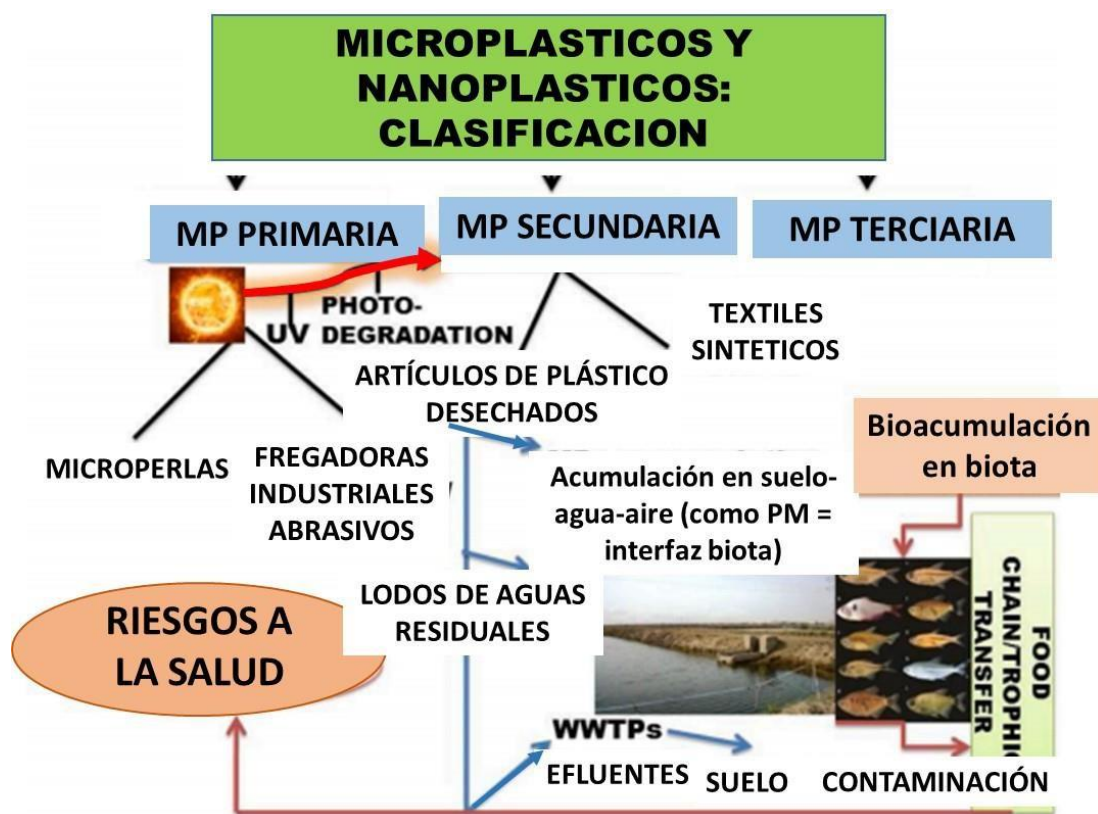 MICROPLASTICOS Y
NANOPLASTICOS:
CLASIFICACION
MP PRIMARIA
MP SECUNDARIA
MP TERCIARIA
PHOTO-
UV DEGRADATION
TEXTILES
SINTETICOS
ARTÍCULOS DE PLÁSTICO
DESECHADOS
MICROPERLAS
FREGADORAS
INDUSTRIALES
ABRASIVOS
Bioacumulación
en biota
Acumulación en suelo-
agua-aire (como PM =
interfaz biota)
LODOS DE AGUAS
RESIDUALES
RIESGOS A
LA SALUD
FOOD
CHAIN/TROPHIC
TRANSFER
WWTPs
EFLUENTES
SUELO
CONTAMINACIÓN